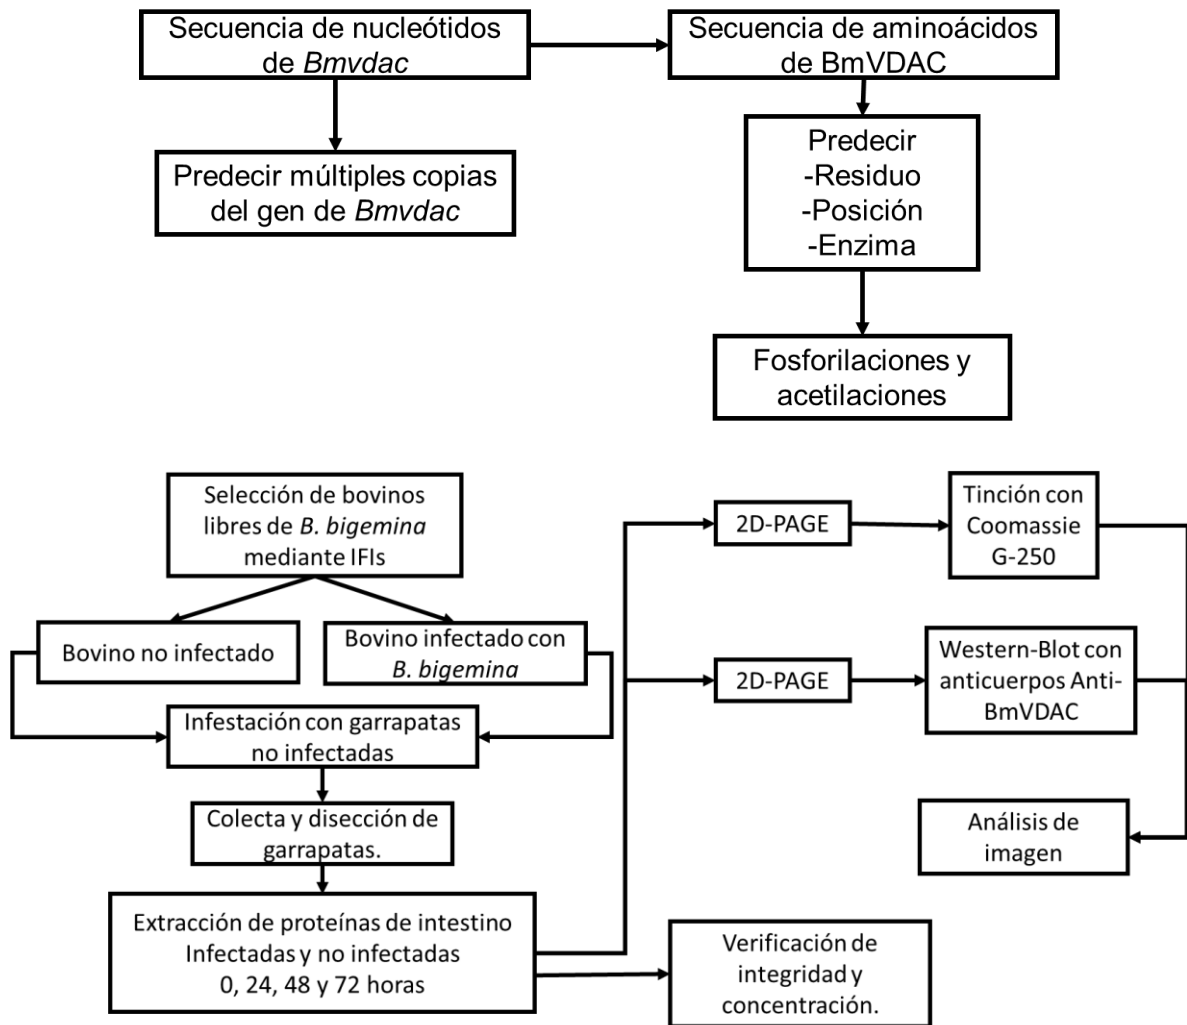 Secuencia de nucleótidos
de Bmvdac
Secuencia de aminoácidos
de BmVDAC
Predecir múltiples copias
del gen de Bmvdac
Predecir
-Residuo
-Posición
-Enzima
Fosforilaciones y
acetilaciones
Selección de bovinos
libres de B. bigemina
mediante IFIs
Bovino no infectado
Bovino infectado con
B. bigemina
Infestación con garrapatas
no infectadas
Colecta y disección de
garrapatas.
Extracción de proteínas de intestino
Infectadas y no infectadas
0, 24, 48 y 72 horas
2D-PAGE
Tinción con
Coomassie
G-250
2D-PAGE
Western-Blot con
anticuerpos Anti-
BmVDAC
Análisis de
imagen
Verificación de
integridad y
concentración.